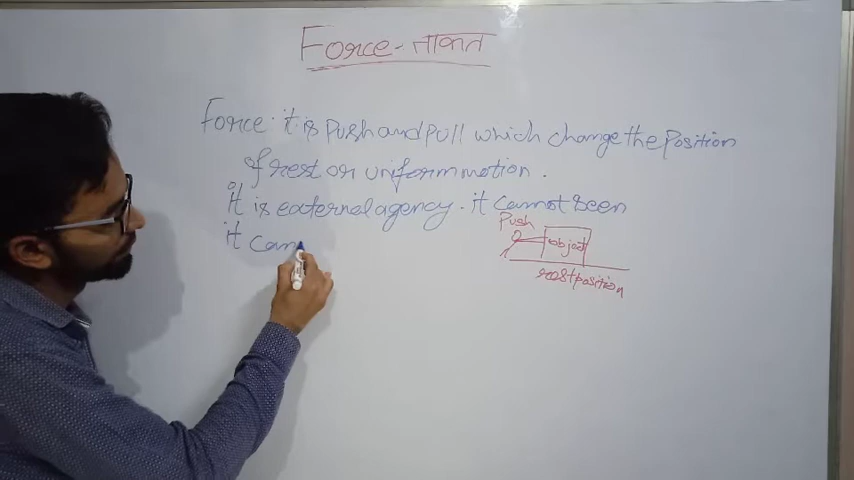 Force - ताकत
Force. it is Push and Pull which change the Position
of rest or uniform motion.
It is external agency. it cannot seen
it can
Push
object
rest position